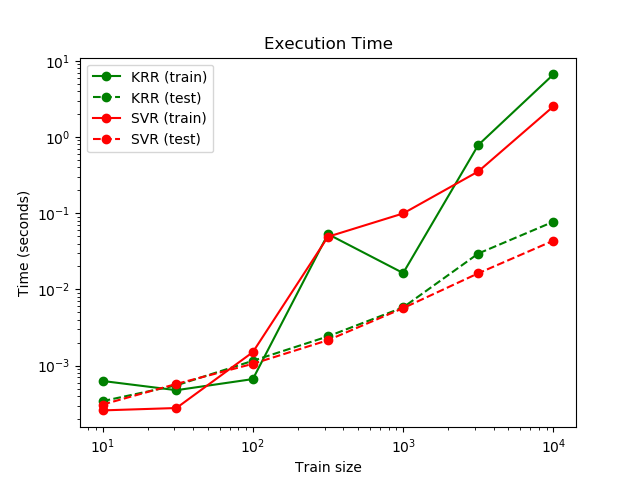 Execution Time
KRR (train)
KRR (test)
SVR (train)
SVR (test)
Time (seconds)
10¹
10⁰
10⁻¹
10⁻²
10⁻³
10¹ 10² 10³ 10⁴
Train size